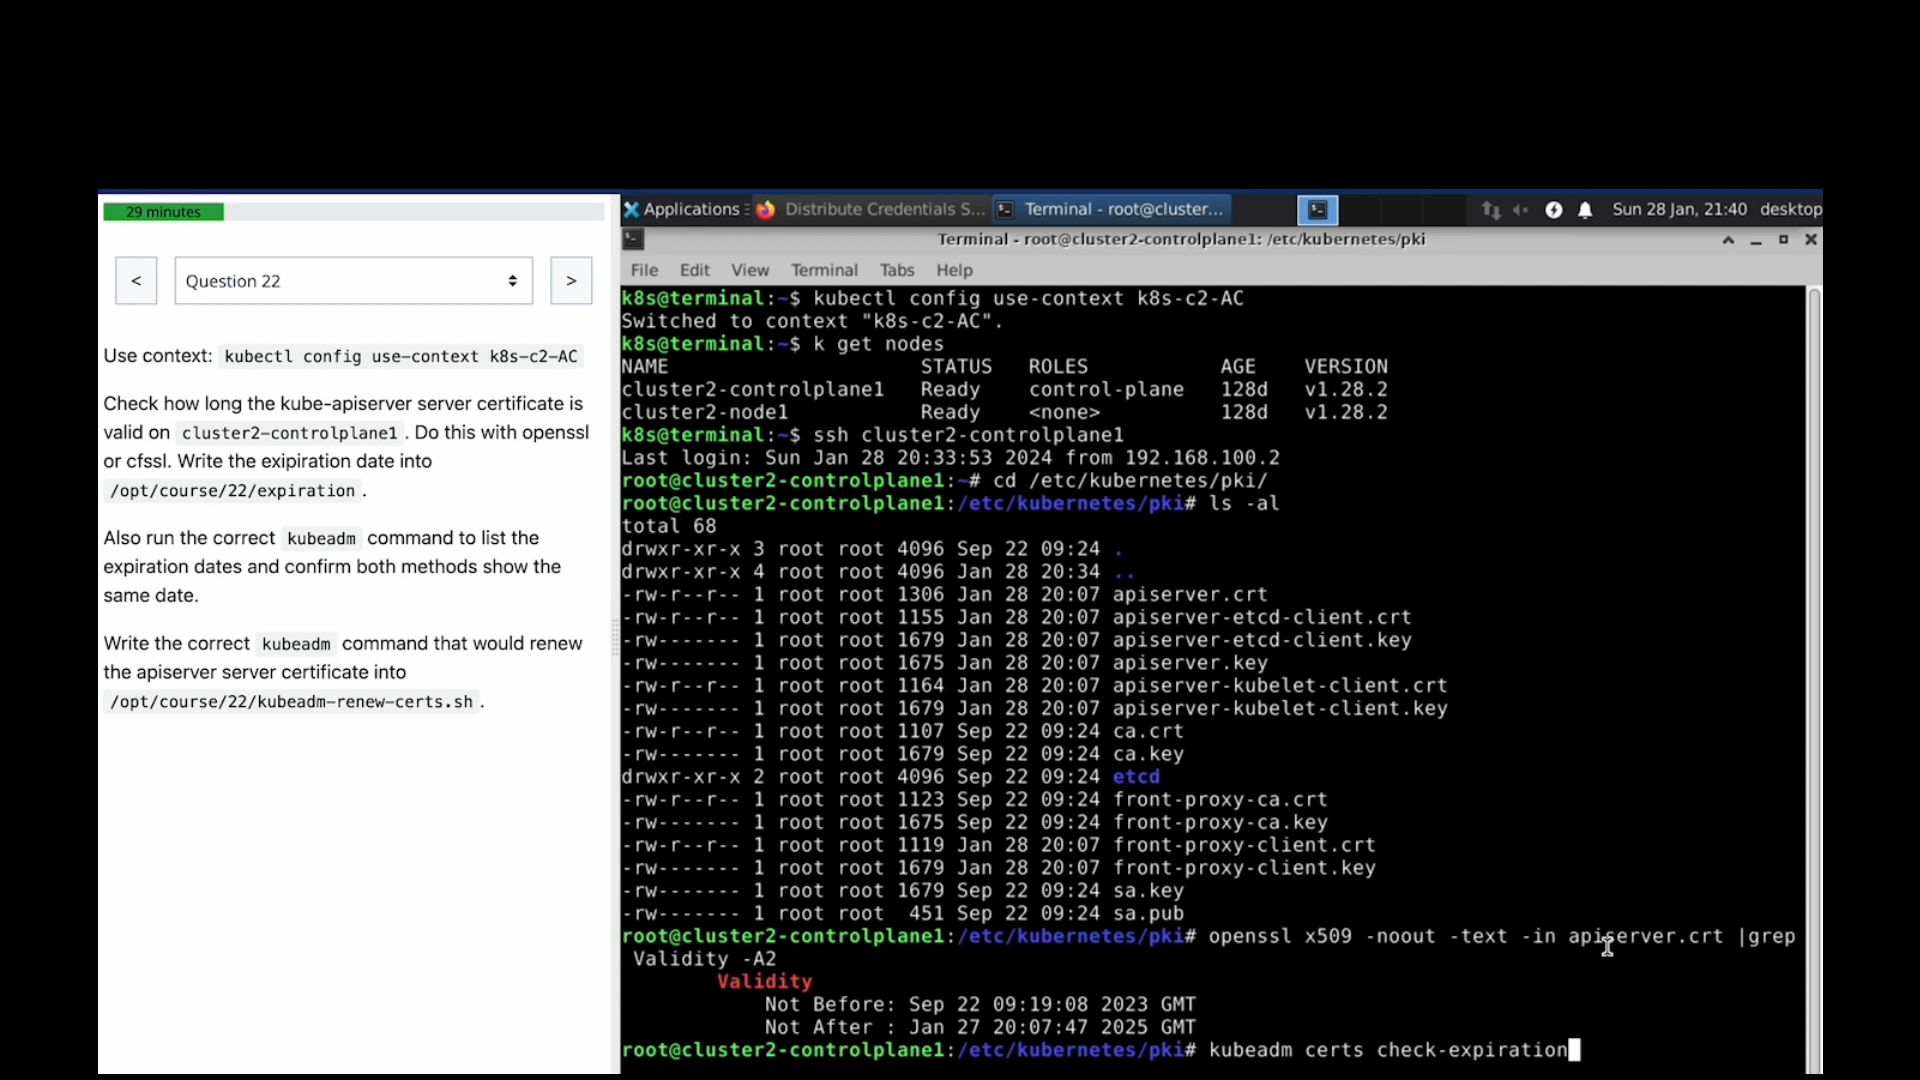 29 minutes
<
Question 22
>
Use context: kubectl config use-context k8s-c2-AC
Check how long the kube-apiserver server certificate is
valid on cluster2-controlplane1 . Do this with openssl
or cfssl. Write the exipiration date into
/opt/course/22/expiration .
Also run the correct kubeadm command to list the
expiration dates and confirm both methods show the
same date.
Write the correct kubeadm command that would renew
the apiserver server certificate into
/opt/course/22/kubeadm-renew-certs.sh .
Applications
Distribute Credentials S...
Terminal - root@cluster...
Sun 28 Jan, 21:40 desktop
Terminal - root@cluster2-controlplane1: /etc/kubernetes/pki
File Edit View Terminal Tabs Help
k8s@terminal:~$ kubectl config use-context k8s-c2-AC
Switched to context "k8s-c2-AC".
k8s@terminal:~$ k get nodes
NAME STATUS ROLES AGE VERSION
cluster2-controlplane1 Ready control-plane 128d v1.28.2
cluster2-node1 Ready <none> 128d v1.28.2
k8s@terminal:~$ ssh cluster2-controlplane1
Last login: Sun Jan 28 20:33:53 2024 from 192.168.100.2
root@cluster2-controlplane1:~# cd /etc/kubernetes/pki/
root@cluster2-controlplane1:/etc/kubernetes/pki# ls -al
total 68
drwxr-xr-x 3 root root 4096 Sep 22 09:24 .
drwxr-xr-x 4 root root 4096 Jan 28 20:34 ..
-rw-r--r-- 1 root root 1306 Jan 28 20:07 apiserver.crt
-rw-r--r-- 1 root root 1155 Jan 28 20:07 apiserver-etcd-client.crt
-rw------- 1 root root 1679 Jan 28 20:07 apiserver-etcd-client.key
-rw------- 1 root root 1675 Jan 28 20:07 apiserver.key
-rw-r--r-- 1 root root 1164 Jan 28 20:07 apiserver-kubelet-client.crt
-rw------- 1 root root 1679 Jan 28 20:07 apiserver-kubelet-client.key
-rw-r--r-- 1 root root 1107 Sep 22 09:24 ca.crt
-rw------- 1 root root 1679 Sep 22 09:24 ca.key
drwxr-xr-x 2 root root 4096 Sep 22 09:24 etcd
-rw-r--r-- 1 root root 1123 Sep 22 09:24 front-proxy-ca.crt
-rw------- 1 root root 1675 Sep 22 09:24 front-proxy-ca.key
-rw-r--r-- 1 root root 1119 Jan 28 20:07 front-proxy-client.crt
-rw------- 1 root root 1679 Jan 28 20:07 front-proxy-client.key
-rw------- 1 root root 1679 Sep 22 09:24 sa.key
-rw------- 1 root root 451 Sep 22 09:24 sa.pub
root@cluster2-controlplane1:/etc/kubernetes/pki# openssl x509 -noout -text -in apiserver.crt |grep
Validity -A2
Validity
Not Before: Sep 22 09:19:08 2023 GMT
Not After : Jan 27 20:07:47 2025 GMT
root@cluster2-controlplane1:/etc/kubernetes/pki# kubeadm certs check-expiration